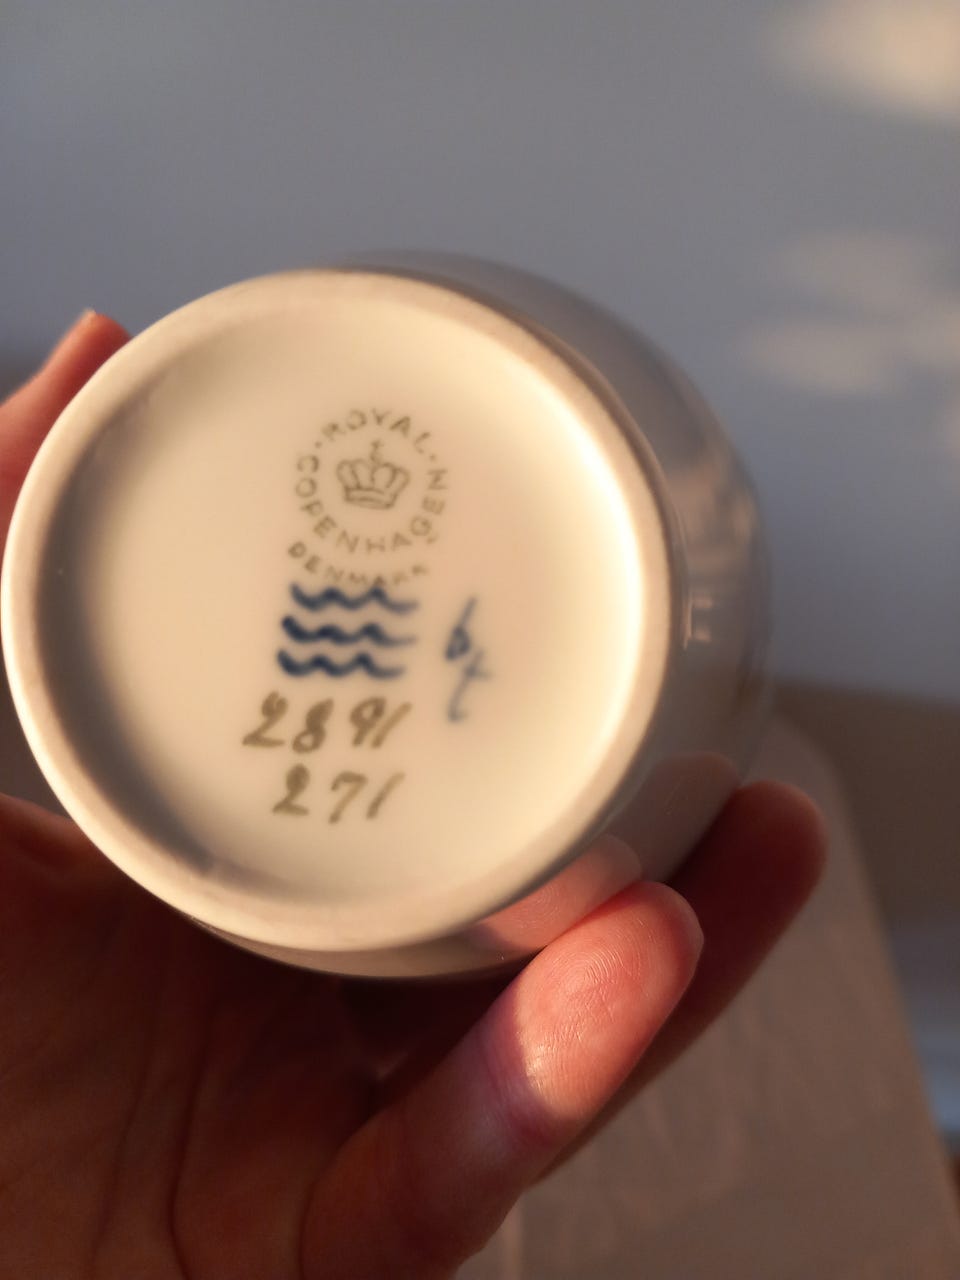 ROYAL
COPENHAGEN
DENMARK
2891
271